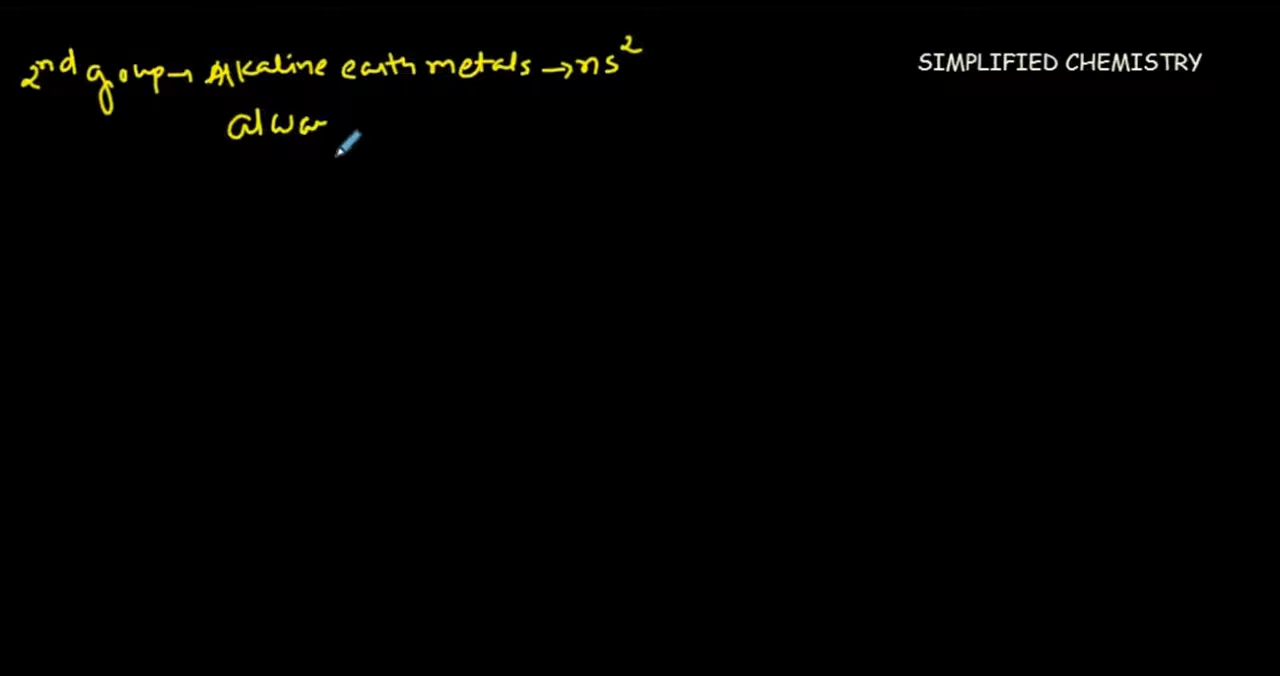 2nd group → Alkaline earth metals → ns²
SIMPLIFIED CHEMISTRY
alwa